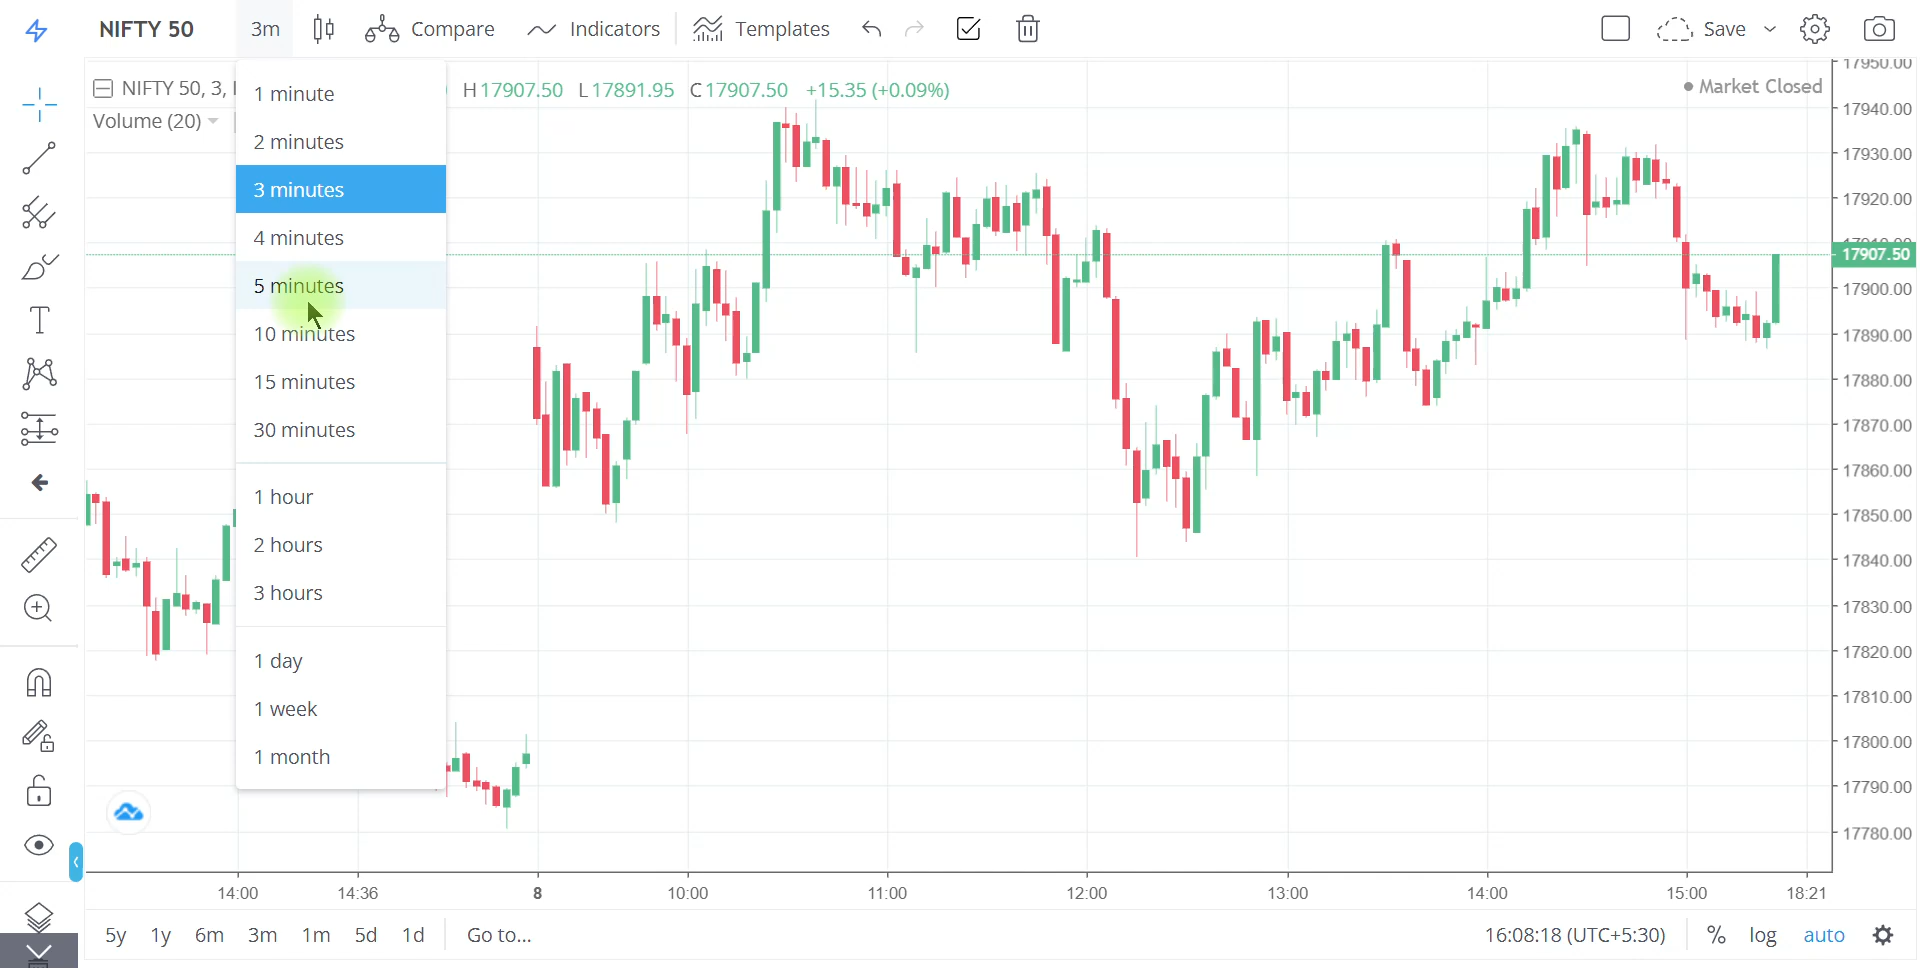 NIFTY 50 3m Compare Indicators Templates Save
NIFTY 50, 3, H17907.50 L17891.95 C17907.50 +15.35 (+0.09%)
Market Closed
Volume (20)
1 minute
2 minutes
3 minutes
4 minutes
5 minutes
10 minutes
15 minutes
30 minutes
1 hour
2 hours
3 hours
1 day
1 week
1 month
17950.00
17940.00
17930.00
17920.00
17910.00
17907.50
17900.00
17890.00
17880.00
17870.00
17860.00
17850.00
17840.00
17830.00
17820.00
17810.00
17800.00
17790.00
17780.00
14:00 14:36 8 10:00 11:00 12:00 13:00 14:00 15:00 18:21
5y 1y 6m 3m 1m 5d 1d Go to... 16:08:18 (UTC+5:30) % log auto